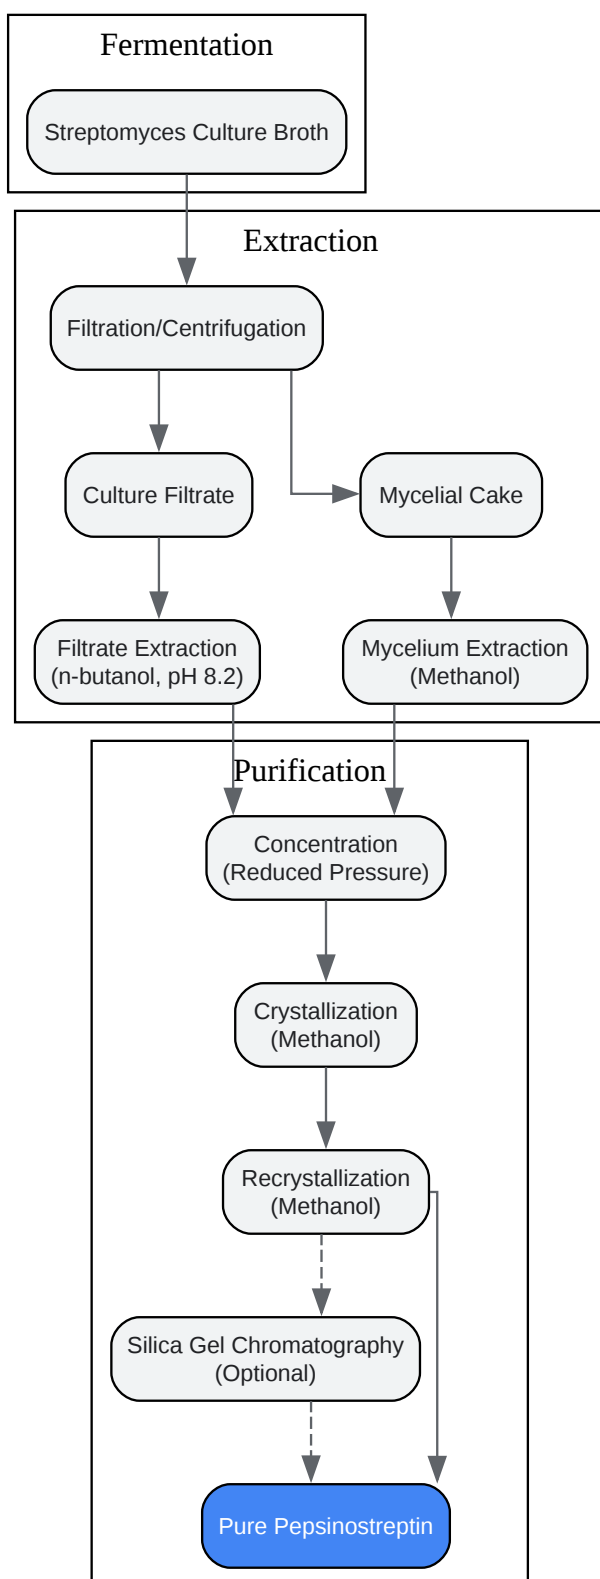 Fermentation
Streptomyces Culture Broth
Extraction
Filtration/Centrifugation
Culture Filtrate
Mycelial Cake
Filtrate Extraction
(n-butanol, pH 8.2)
Mycelium Extraction
(Methanol)
Purification
Concentration
(Reduced Pressure)
Crystallization
(Methanol)
Recrystallization
(Methanol)
Silica Gel Chromatography
(Optional)
Pure Pepsinostreptin